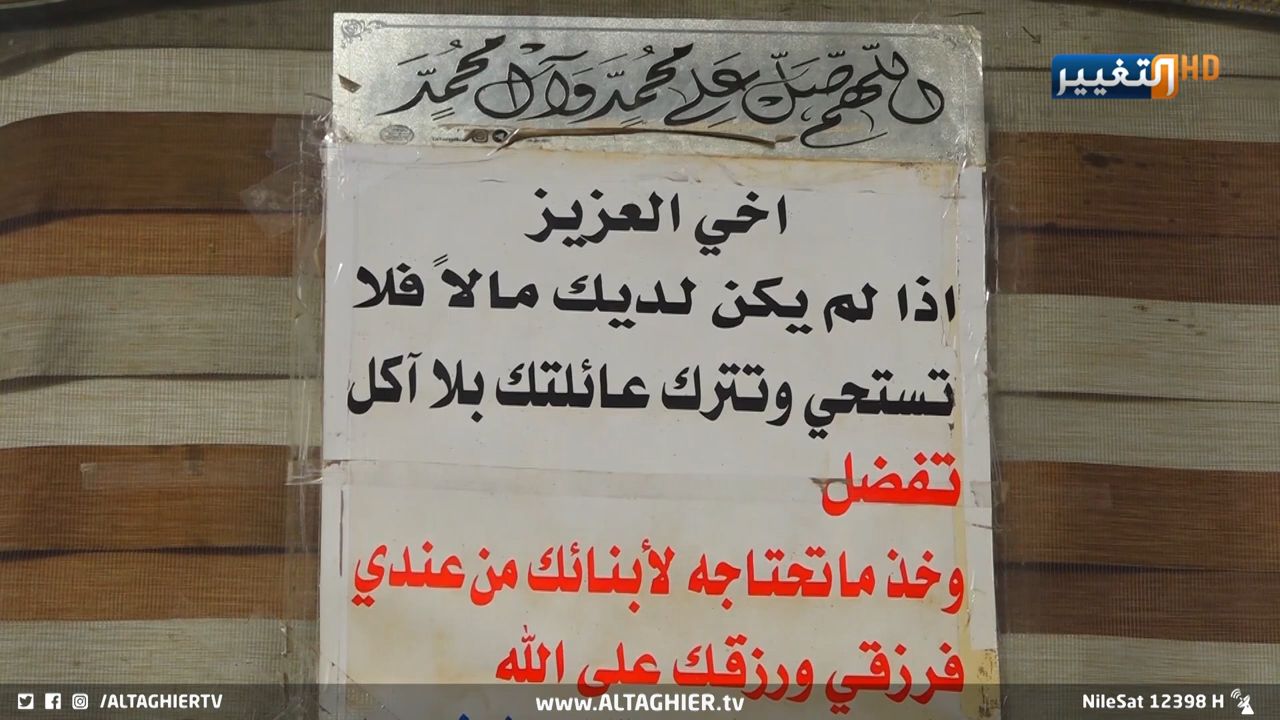 اللهم صل على محمد وآل محمد
التغيير HD
اخي العزيز
اذا لم يكن لديك مالاً فلا
تستحي وتترك عائلتك بلا آكل
تفضل
وخذ ماتحتاجه لأبنائك من عندي
فرزقي ورزقك على الله
/ALTAGHIERTV
www.ALTAGHIER.tv
NileSat 12398 H